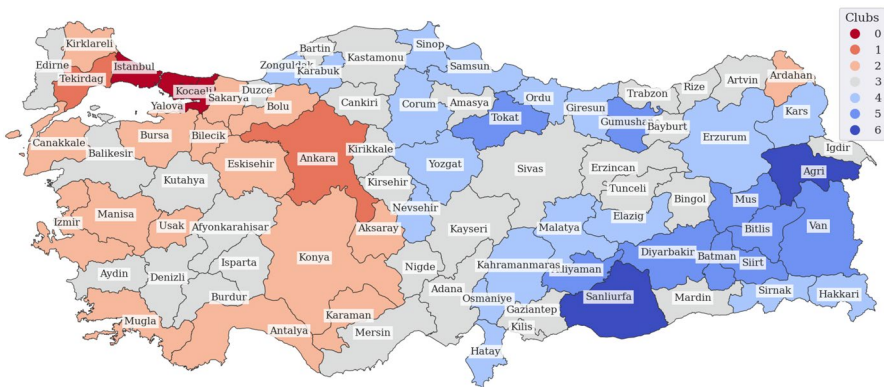 Clubs
0
1
2
3
4
5
6
Kirklareli
Edirne
Tekirdag
Istanbul
Kocaeli
Yalova
Sakarya
Duzce
Bolu
Zonguldak
Bartin
Karabuk
Kastamonu
Sinop
Samsun
Cankiri
Corum
Amasya
Tokat
Ordu
Giresun
Gumushane
Trabzon
Rize
Bayburt
Artvin
Ardahan
Kars
Erzurum
Igdir
Agri
Canakkale
Balikesir
Bursa
Bilecik
Eskisehir
Kutahya
Ankara
Kirikkale
Kirsehir
Yozgat
Nevsehir
Sivas
Erzincan
Tunceli
Bingol
Mus
Bitlis
Van
Izmir
Manisa
Usak
Afyonkarahisar
Konya
Aksaray
Kayseri
Malatya
Elazig
Diyarbakir
Batman
Siirt
Aydin
Denizli
Isparta
Burdur
Nigde
Kahramanmaras
Adiyaman
Sanliurfa
Mardin
Sirnak
Hakkari
Mugla
Antalya
Karaman
Mersin
Adana
Osmaniye
Gaziantep
Kilis
Hatay